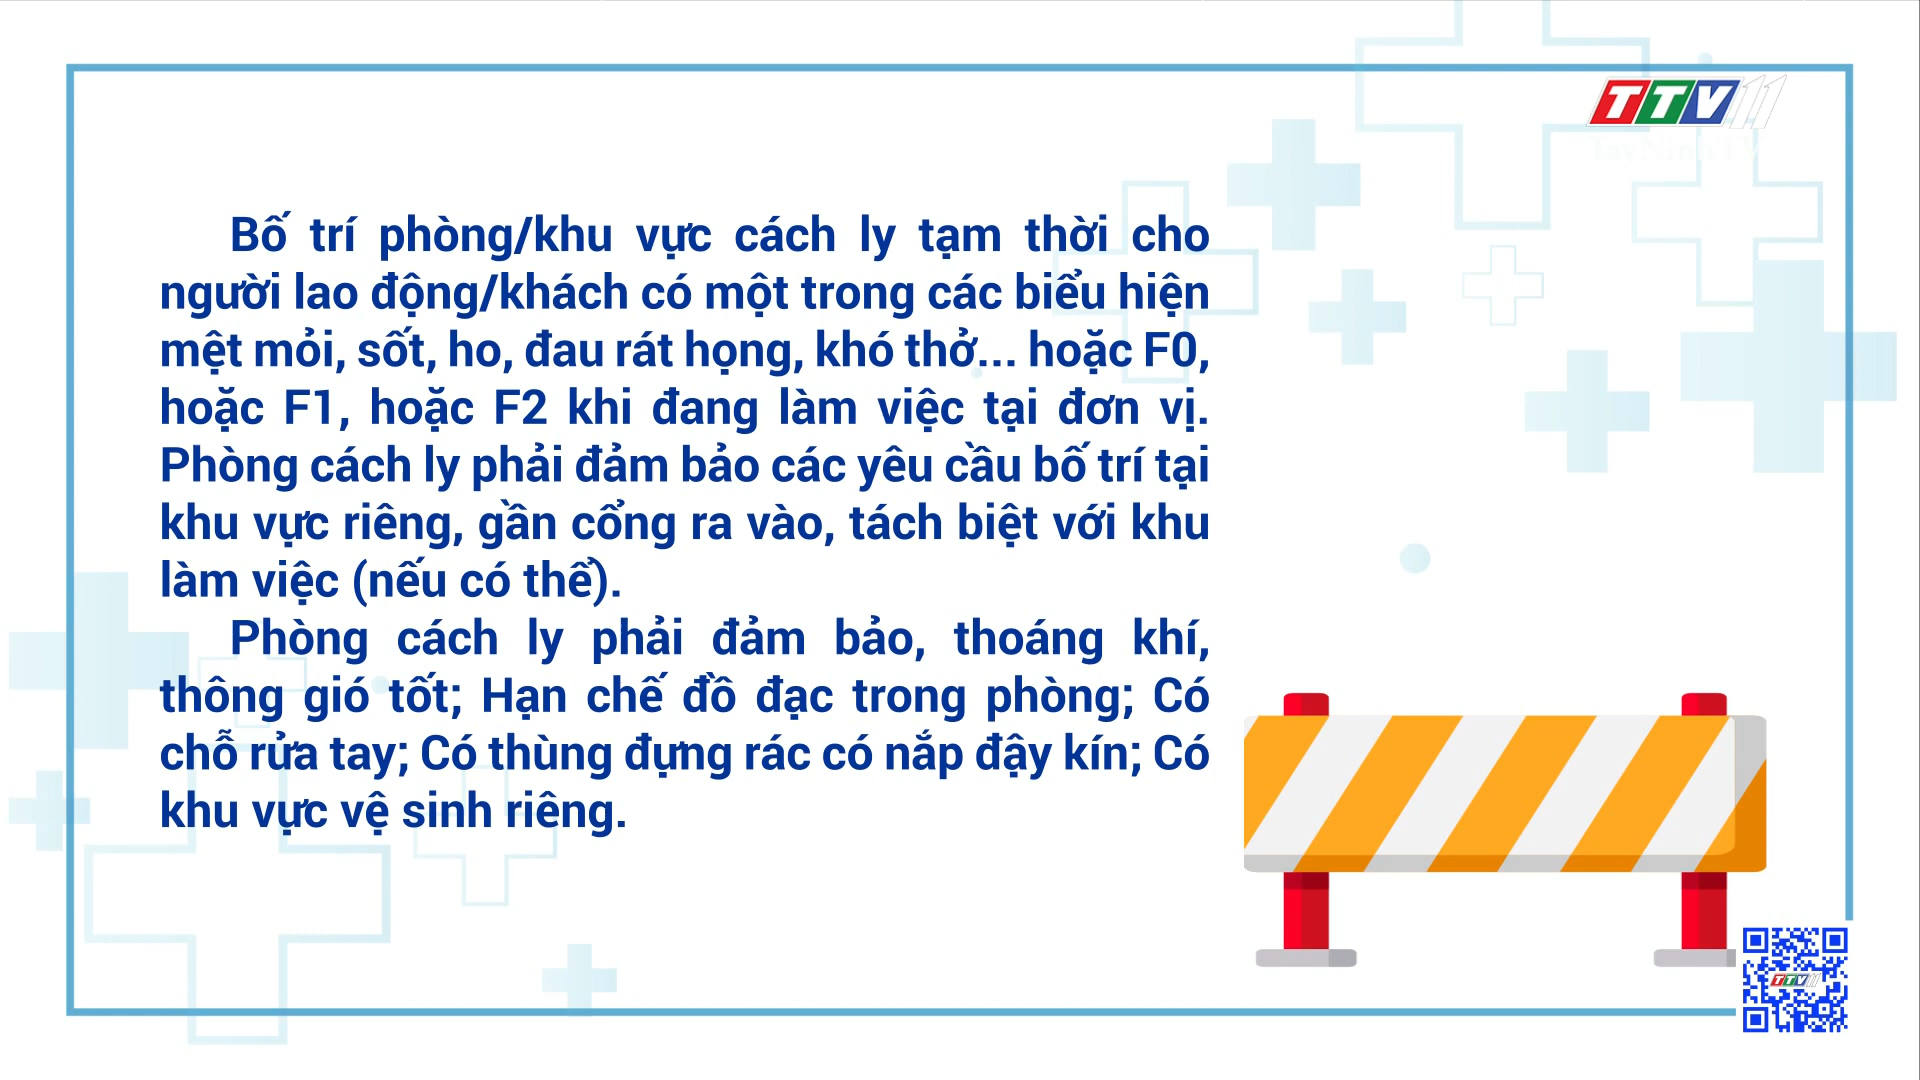 TTV11
TayNinhTV
Bố trí phòng/khu vực cách ly tạm thời cho
người lao động/khách có một trong các biểu hiện
mệt mỏi, sốt, ho, đau rát họng, khó thở... hoặc F0,
hoặc F1, hoặc F2 khi đang làm việc tại đơn vị.
Phòng cách ly phải đảm bảo các yêu cầu bố trí tại
khu vực riêng, gần cổng ra vào, tách biệt với khu
làm việc (nếu có thể).
Phòng cách ly phải đảm bảo, thoáng khí,
thông gió tốt; Hạn chế đồ đạc trong phòng; Có
chỗ rửa tay; Có thùng đựng rác có nắp đậy kín; Có
khu vực vệ sinh riêng.
TTV11